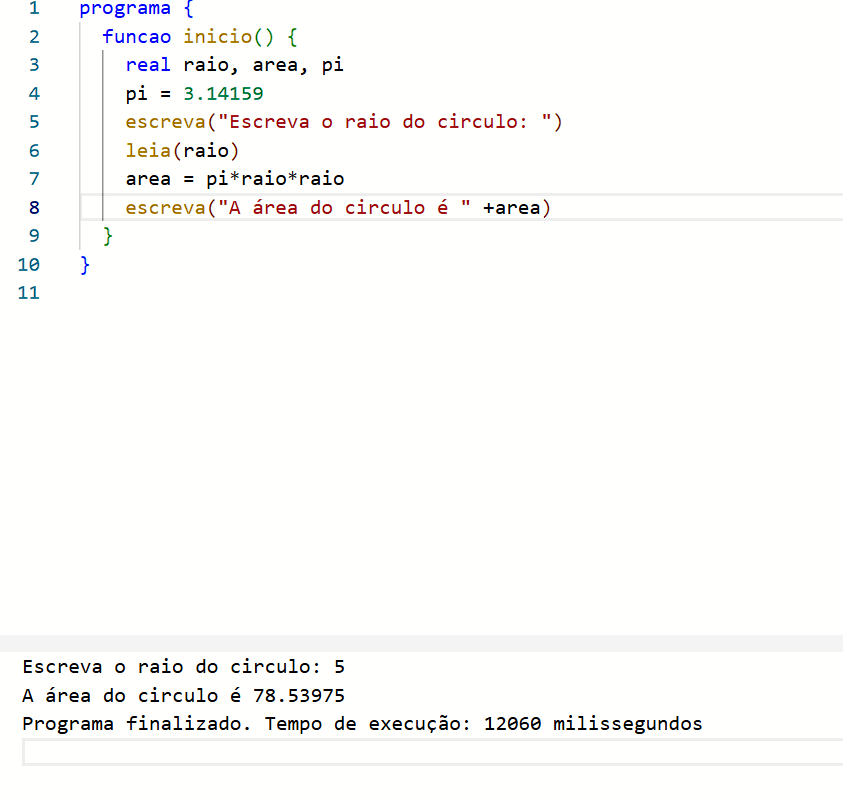 1 programa {
2 funcao inicio() {
3 real raio, area, pi
4 pi = 3.14159
5 escreva("Escreva o raio do circulo: ")
6 leia(raio)
7 area = pi*raio*raio
8 escreva("A área do circulo é " +area)
9 }
10 }
11
Escreva o raio do circulo: 5
A área do circulo é 78.53975
Programa finalizado. Tempo de execução: 12060 milissegundos